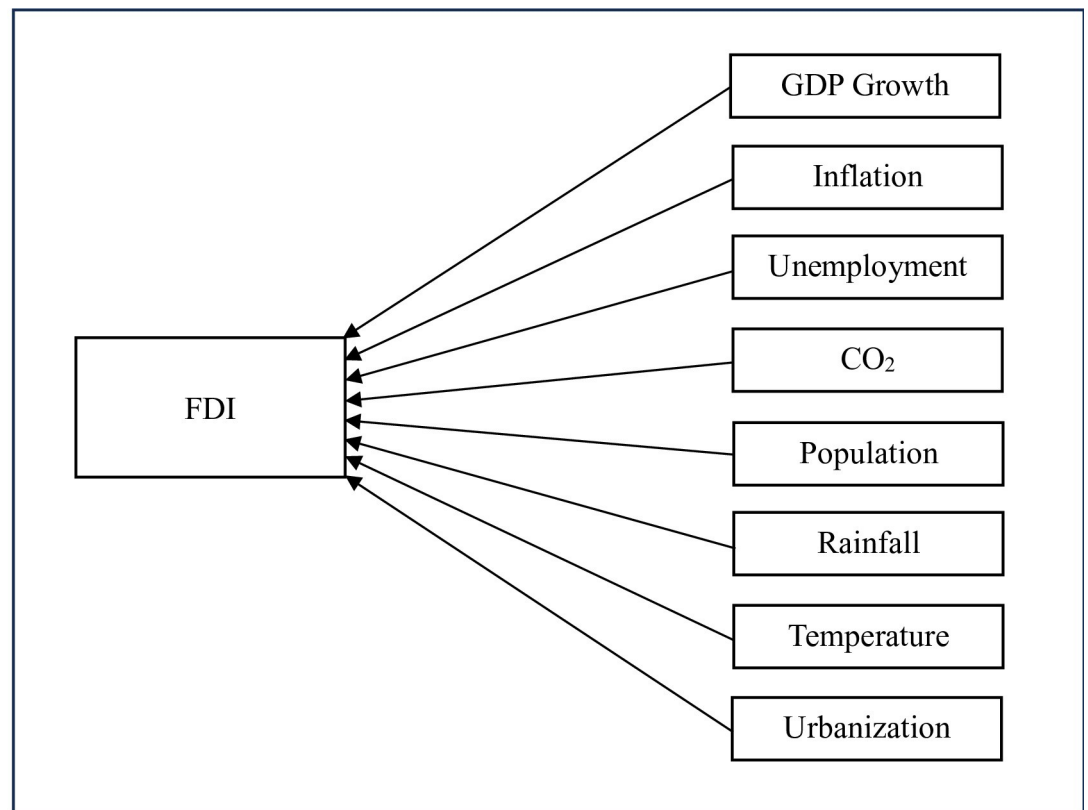 GDP Growth
Inflation
Unemployment
CO₂
FDI
Population
Rainfall
Temperature
Urbanization